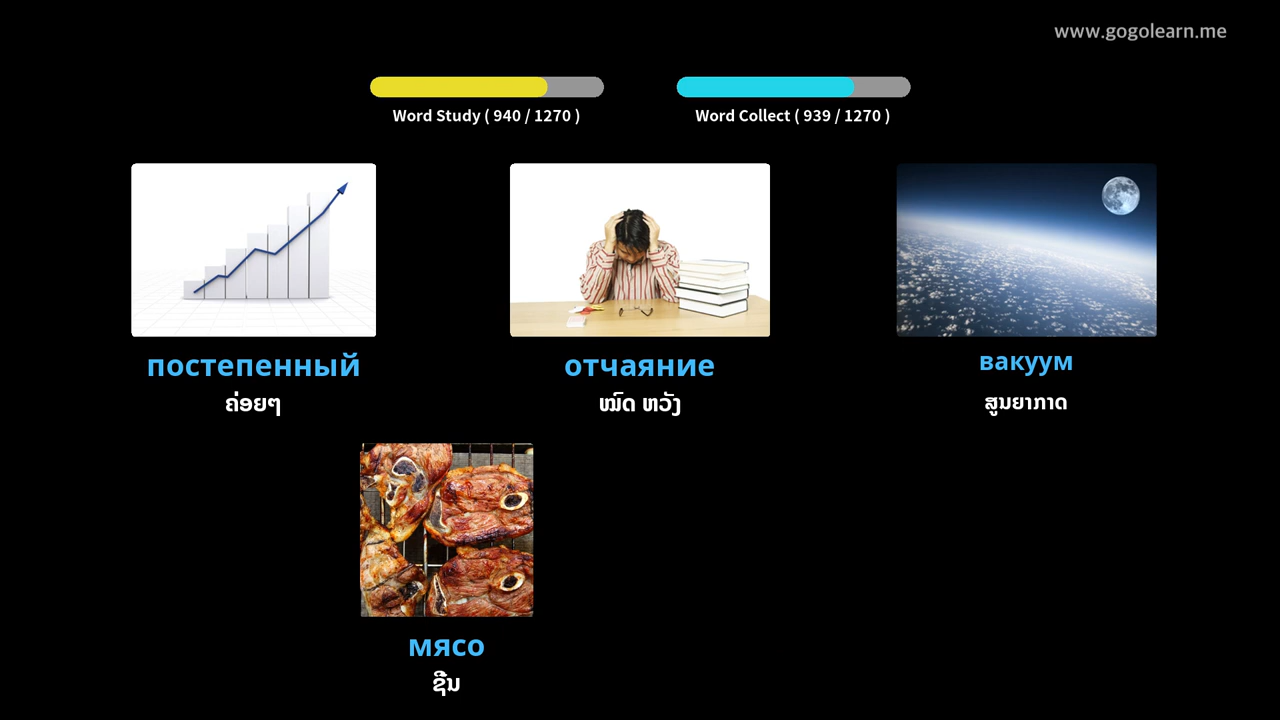 www.gogolearn.me
Word Study ( 940 / 1270 )
Word Collect ( 939 / 1270 )
постепенный
отчаяние
вакуум
ຄ່ອຍໆ
ໝົດ ຫວັງ
ສູນຍາກາດ
мясо
ຊີ້ນ